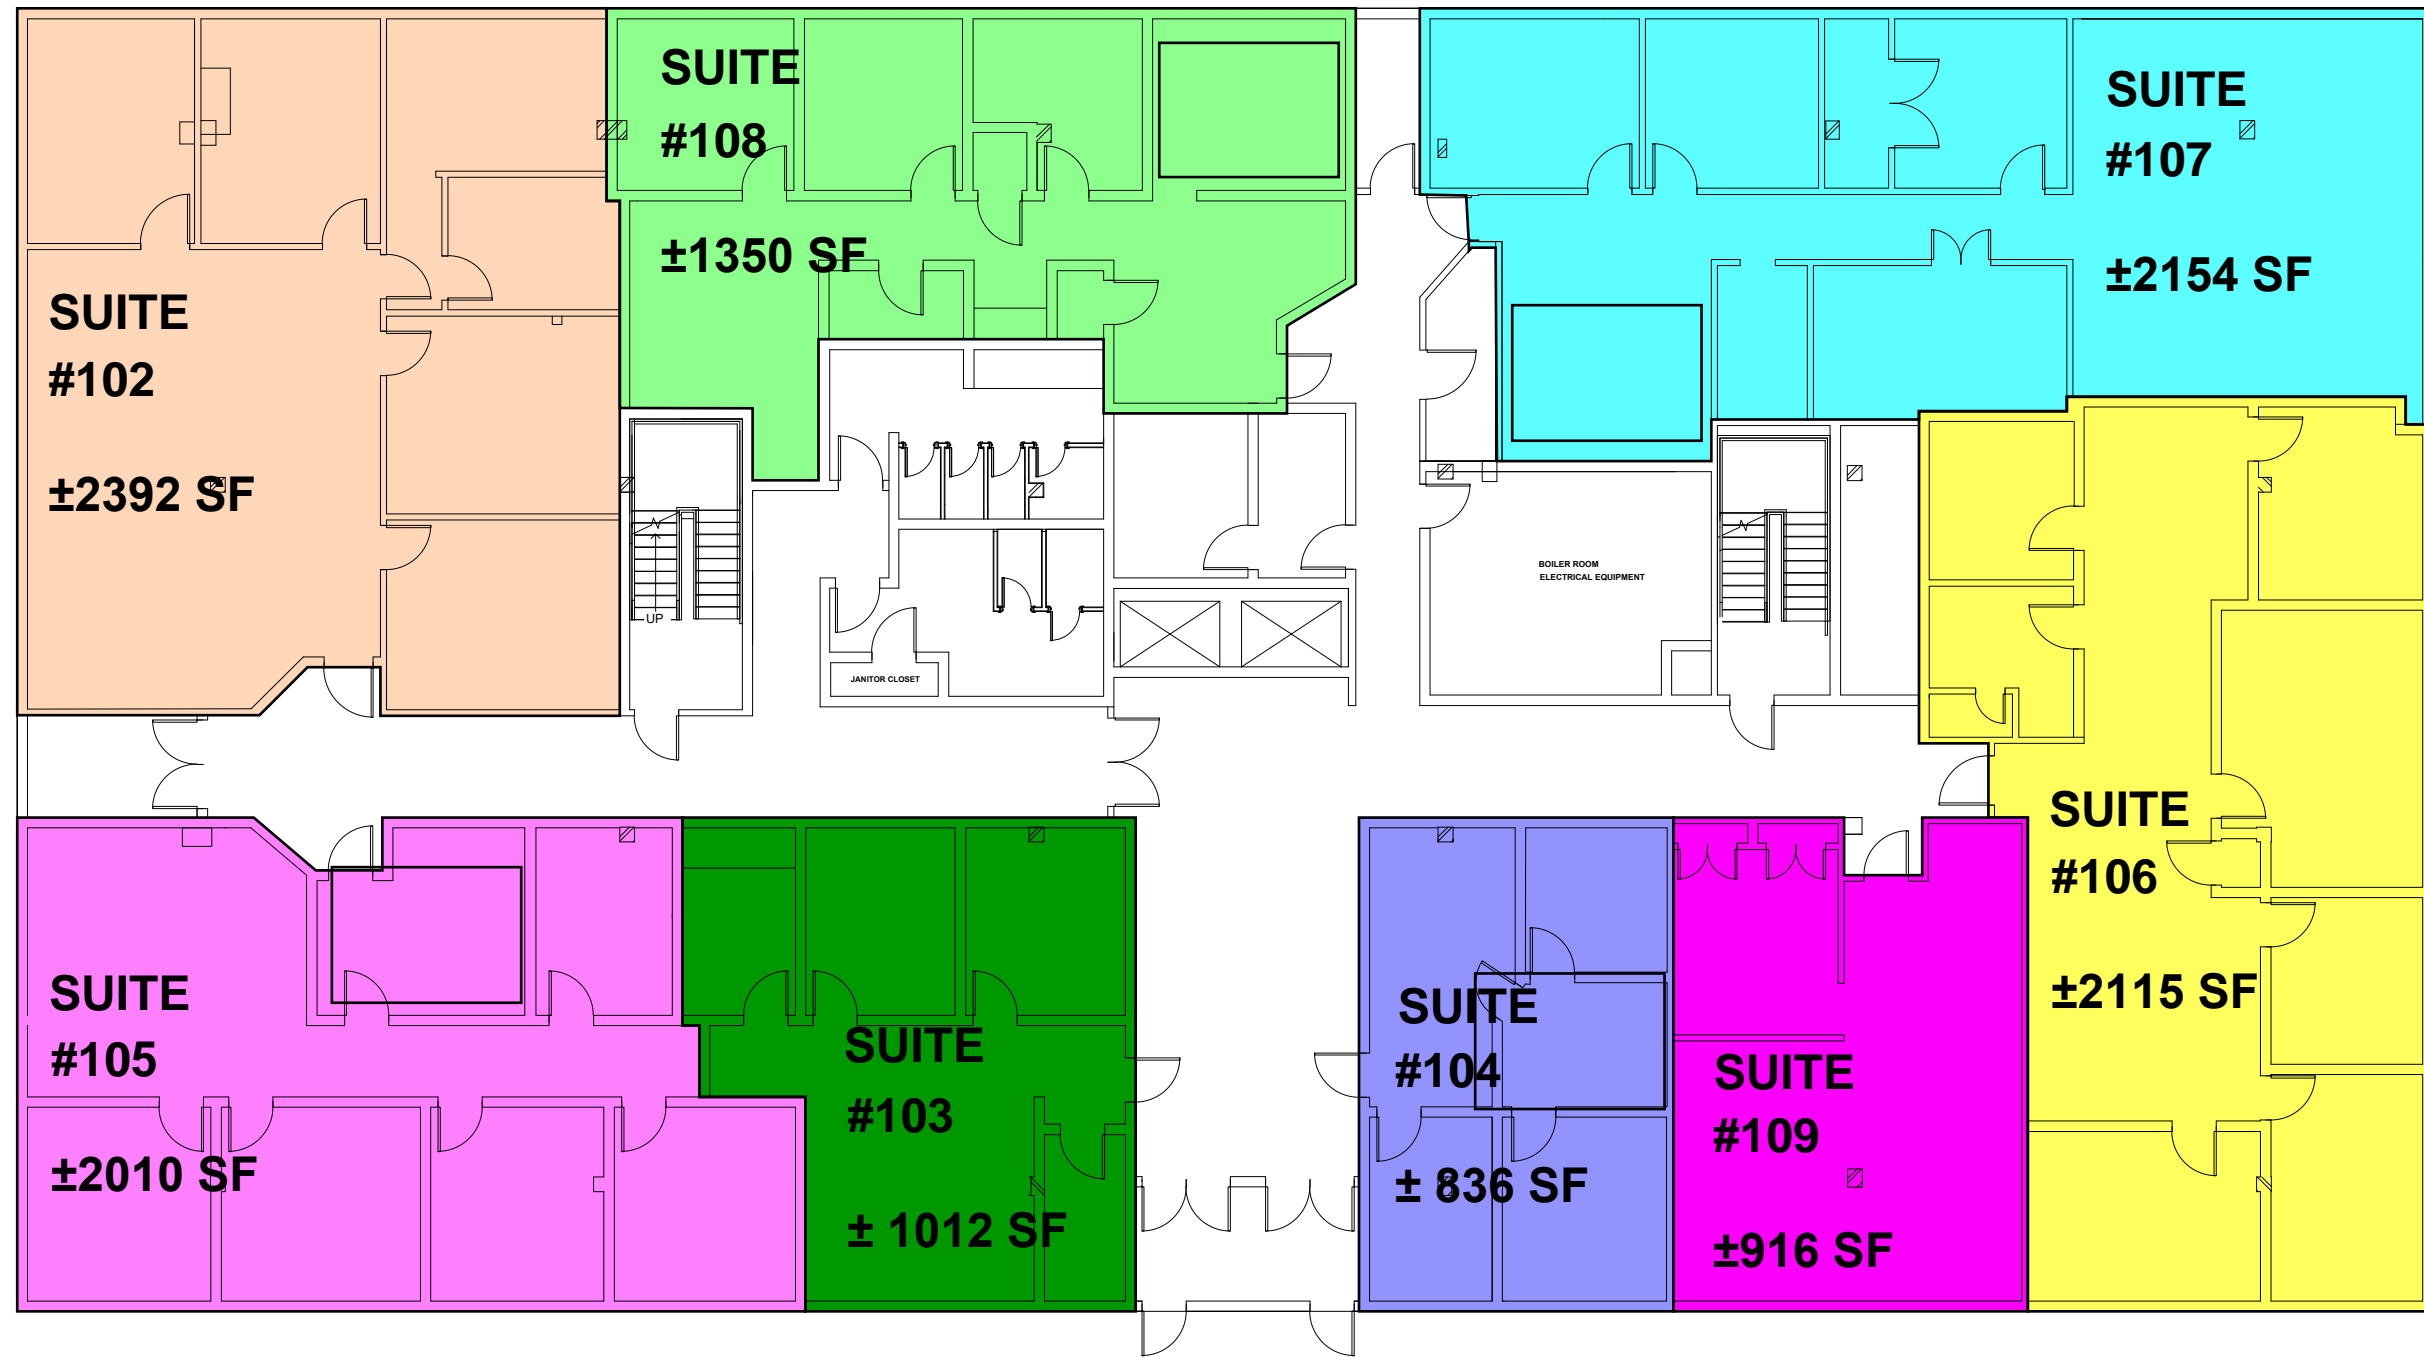 SUITE
#102
±2392 SF
SUITE
#108
±1350 SF
SUITE
#107
±2154 SF
UP
JANITOR CLOSET
BOILER ROOM
ELECTRICAL EQUIPMENT
SUITE
#105
±2010 SF
SUITE
#103
± 1012 SF
SUITE
#104
± 836 SF
SUITE
#109
±916 SF
SUITE
#106
±2115 SF